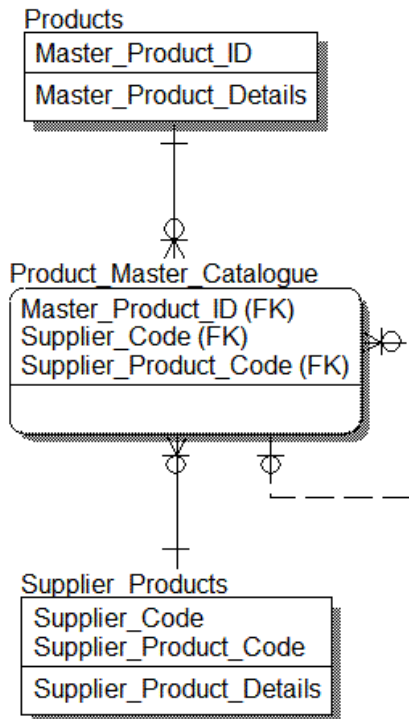 Products
Master_Product_ID
Master_Product_Details
Product_Master_Catalogue
Master_Product_ID (FK)
Supplier_Code (FK)
Supplier_Product_Code (FK)
Supplier_Products
Supplier_Code
Supplier_Product_Code
Supplier_Product_Details